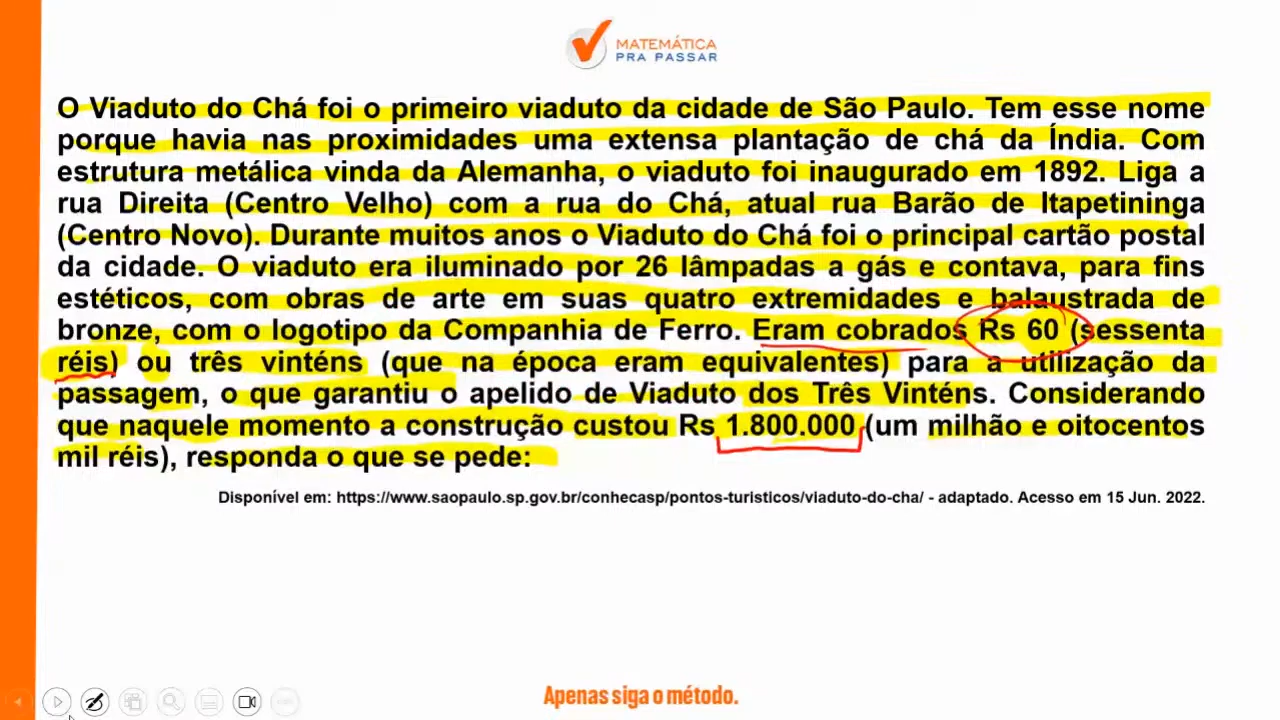 MATEMÁTICA
PRA PASSAR
O Viaduto do Chá foi o primeiro viaduto da cidade de São Paulo. Tem esse nome
porque havia nas proximidades uma extensa plantação de chá da Índia. Com
estrutura metálica vinda da Alemanha, o viaduto foi inaugurado em 1892. Liga a
rua Direita (Centro Velho) com a rua do Chá, atual rua Barão de Itapetininga
(Centro Novo). Durante muitos anos o Viaduto do Chá foi o principal cartão postal
da cidade. O viaduto era iluminado por 26 lâmpadas a gás e contava, para fins
estéticos, com obras de arte em suas quatro extremidades e balaustrada de
bronze, com o logotipo da Companhia de Ferro. Eram cobrados Rs 60 (sessenta
réis) ou três vinténs (que na época eram equivalentes) para a utilização da
passagem, o que garantiu o apelido de Viaduto dos Três Vinténs. Considerando
que naquele momento a construção custou Rs 1.800.000 (um milhão e oitocentos
mil réis), responda o que se pede:
Disponível em: https://www.saopaulo.sp.gov.br/conhecasp/pontos-turisticos/viaduto-do-cha/ - adaptado. Acesso em 15 Jun. 2022.
Apenas siga o método.